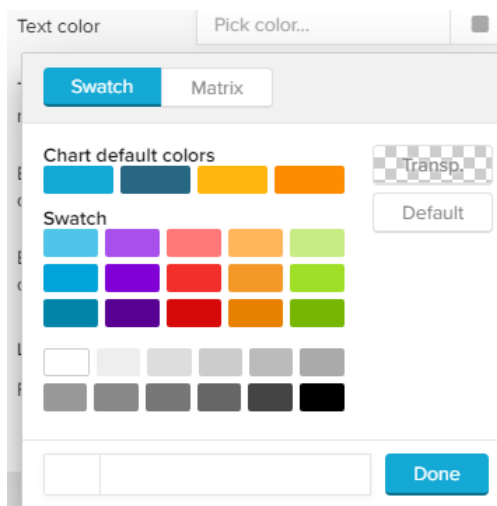 Text color
Pick color...
Swatch
Matrix
Chart default colors
Transp.
Default
Swatch
Done